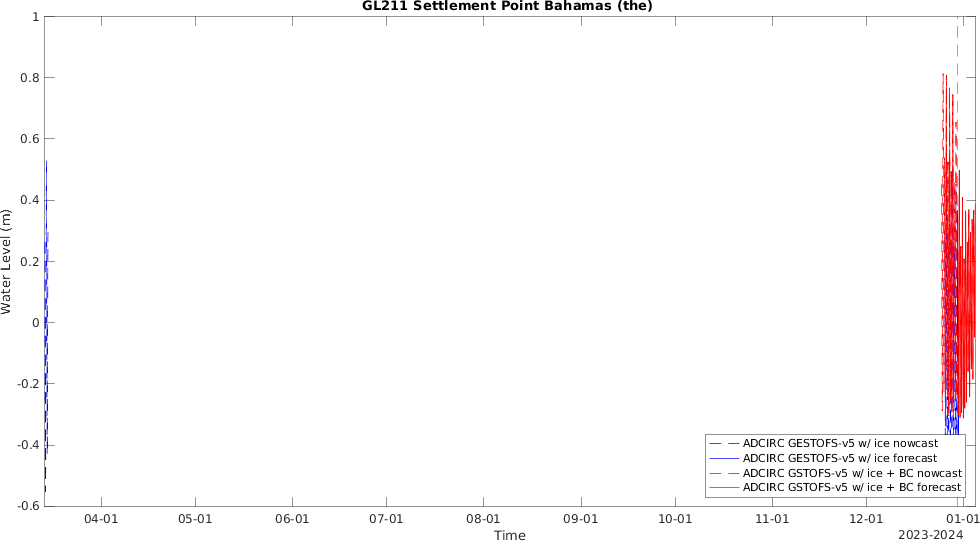 GL211 Settlement Point Bahamas (the)
1
0.8
0.6
0.4
0.2
0
-0.2
-0.4
-0.6
Water Level (m)
04-01
05-01
06-01
07-01
08-01
09-01
10-01
11-01
12-01
01-01
Time
2023-2024
ADCIRC GESTOFS-v5 w/ ice nowcast
ADCIRC GESTOFS-v5 w/ ice forecast
ADCIRC GSTOFS-v5 w/ ice + BC nowcast
ADCIRC GSTOFS-v5 w/ ice + BC forecast